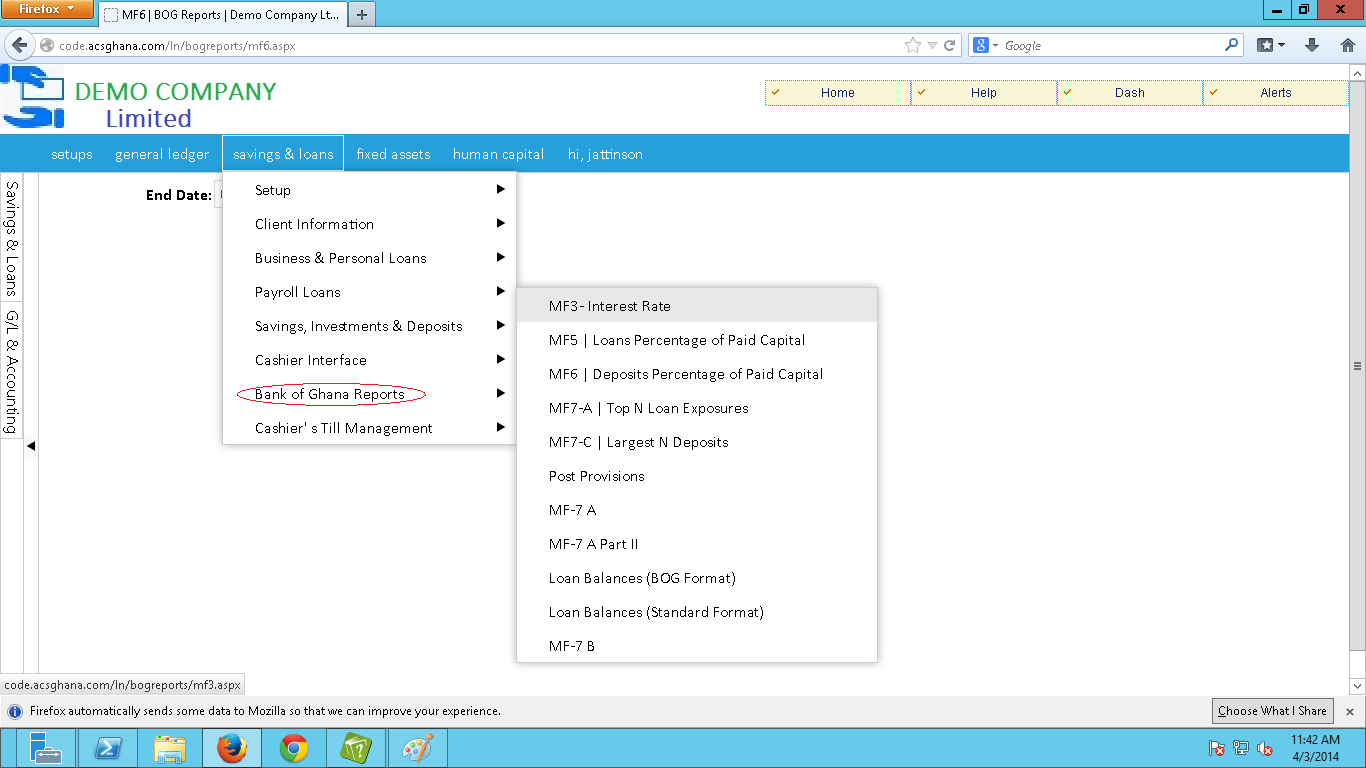 Firefox
MF6 | BOG Reports | Demo Company Lt...
code.acsghana.com/ln/bogreports/mf6.aspx
Google
DEMO COMPANY
Limited
Home
Help
Dash
Alerts
setups
general ledger
savings & loans
fixed assets
human capital
hi, jattinson
Savings & Loans
G/L & Accounting
End Date:
Setup
Client Information
Business & Personal Loans
Payroll Loans
Savings, Investments & Deposits
Cashier Interface
Bank of Ghana Reports
Cashier' s Till Management
MF3- Interest Rate
MF5 | Loans Percentage of Paid Capital
MF6 | Deposits Percentage of Paid Capital
MF7-A | Top N Loan Exposures
MF7-C | Largest N Deposits
Post Provisions
MF-7 A
MF-7 A Part II
Loan Balances (BOG Format)
Loan Balances (Standard Format)
MF-7 B
code.acsghana.com/ln/bogreports/mf3.aspx
Firefox automatically sends some data to Mozilla so that we can improve your experience.
Choose What I Share
11:42 AM
4/3/2014